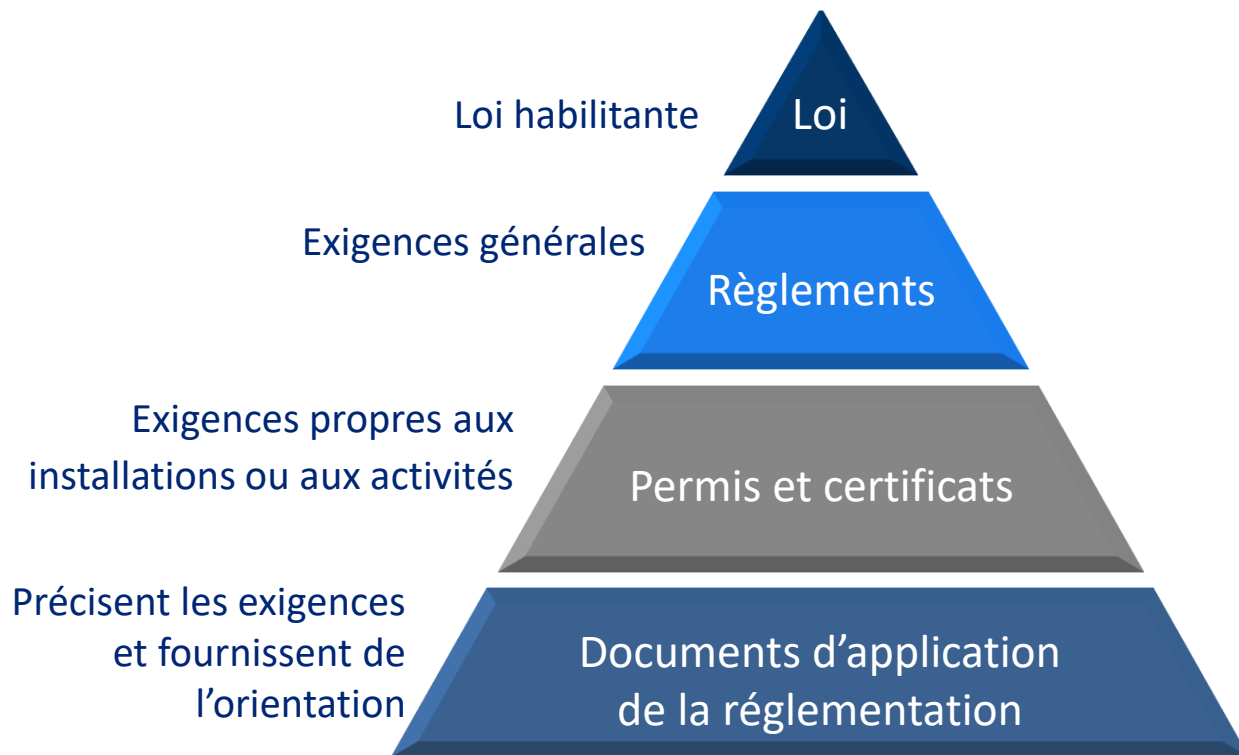 Loi habilitante
Loi
Exigences générales
Règlements
Exigences propres aux
installations ou aux activités
Permis et certificats
Précisent les exigences
et fournissent de
l’orientation
Documents d’application
de la réglementation